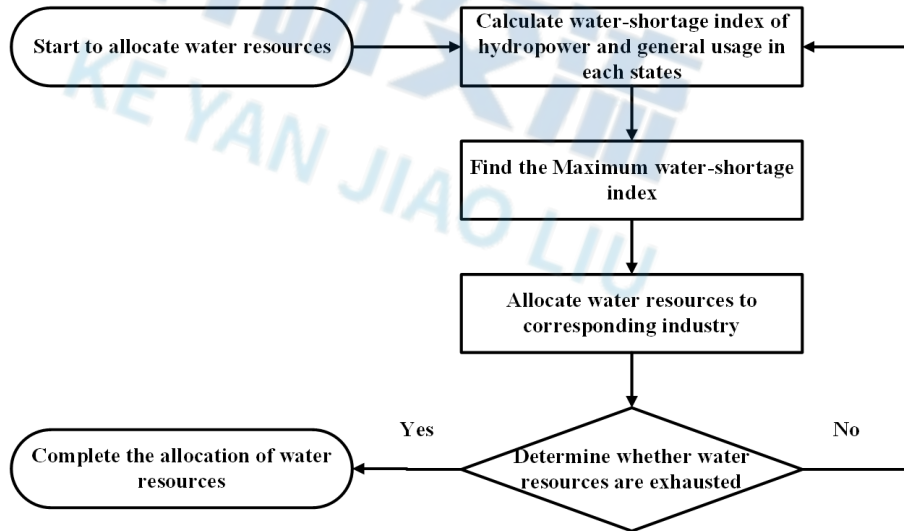 Start to allocate water resources
Calculate water-shortage index of
hydropower and general usage in
each states
Find the Maximum water-shortage
index
Allocate water resources to
corresponding industry
Yes
No
Determine whether water
resources are exhausted
Complete the allocation of water
resources
KE YAN JIAO LIU